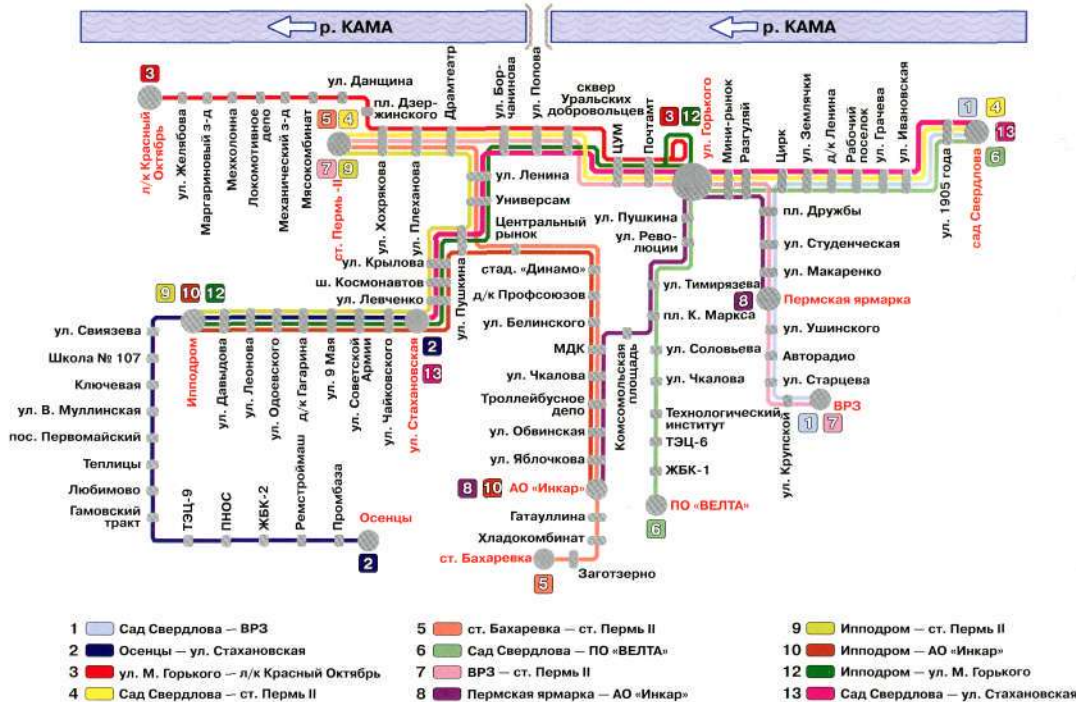 р. КАМА
р. КАМА
3
л/к Красный
Октябрь
ул. Желябова
Маргариновый з-д
Мехколонна
Локомотивное
депо
Механический з-д
Мясокомбинат
ул. Данщина
пл. Дзер-
жинского
5 4
7 9
ст. Пермь -II
ул. Хохрякова
ул. Плеханова
Драмтеатр
ул. Бор-
чанинова
ул. Попова
сквер
Уральских
добровольцев
ЦУМ
Почтамт
3 12
ул. Горького
Мини-рынок
Разгуляй
Цирк
ул. Землячки
д/к Ленина
Рабочий
поселок
ул. Грачева
ул. Ивановская
ул. 1905 года
1 4
13
6
сад Свердлова
ул. Ленина
Универсам
Центральный
рынок
ул. Пушкина
ул. Крылова
ш. Космонавтов
ул. Левченко
9 10 12
Ипподром
ул. Давыдова
ул. Леонова
ул. Одоевского
д/к Гагарина
ул. 9 Мая
ул. Советской
Армии
ул. Чайковского
ул. Стахановская
2
13
ул. Свиязева
Школа № 107
Ключевая
ул. В. Муллинская
пос. Первомайский
Теплицы
Любимово
Гамовский
тракт
ТЭЦ-9
ПНОС
ЖБК-2
Ремстроймаш
Промбаза
Осенцы
2
стад. «Динамо»
д/к Профсоюзов
ул. Белинского
МДК
ул. Чкалова
Троллейбусное
депо
ул. Обвинская
ул. Яблочкова
8 10
АО «Инкар»
Гатауллина
Хладокомбинат
ст. Бахаревка
5
Заготзерно
ул. Пушкина
ул. Рево-
люции
Комсомольская
площадь
ул. Тимирязева
пл. К. Маркса
ул. Соловьева
ул. Чкалова
Технологический
институт
ТЭЦ-6
ЖБК-1
ПО «ВЕЛТА»
6
пл. Дружбы
ул. Студенческая
ул. Макаренко
8
Пермская ярмарка
ул. Ушинского
Авторадио
ул. Старцева
ул. Крупской
ВРЗ
1 7
1 Сад Свердлова — ВРЗ
2 Осенцы — ул. Стахановская
3 ул. М. Горького — л/к Красный Октябрь
4 Сад Свердлова — ст. Пермь II
5 ст. Бахаревка — ст. Пермь II
6 Сад Свердлова — ПО «ВЕЛТА»
7 ВРЗ — ст. Пермь II
8 Пермская ярмарка — АО «Инкар»
9 Ипподром — ст. Пермь II
10 Ипподром — АО «Инкар»
12 Ипподром — ул. М. Горького
13 Сад Свердлова — ул. Стахановская